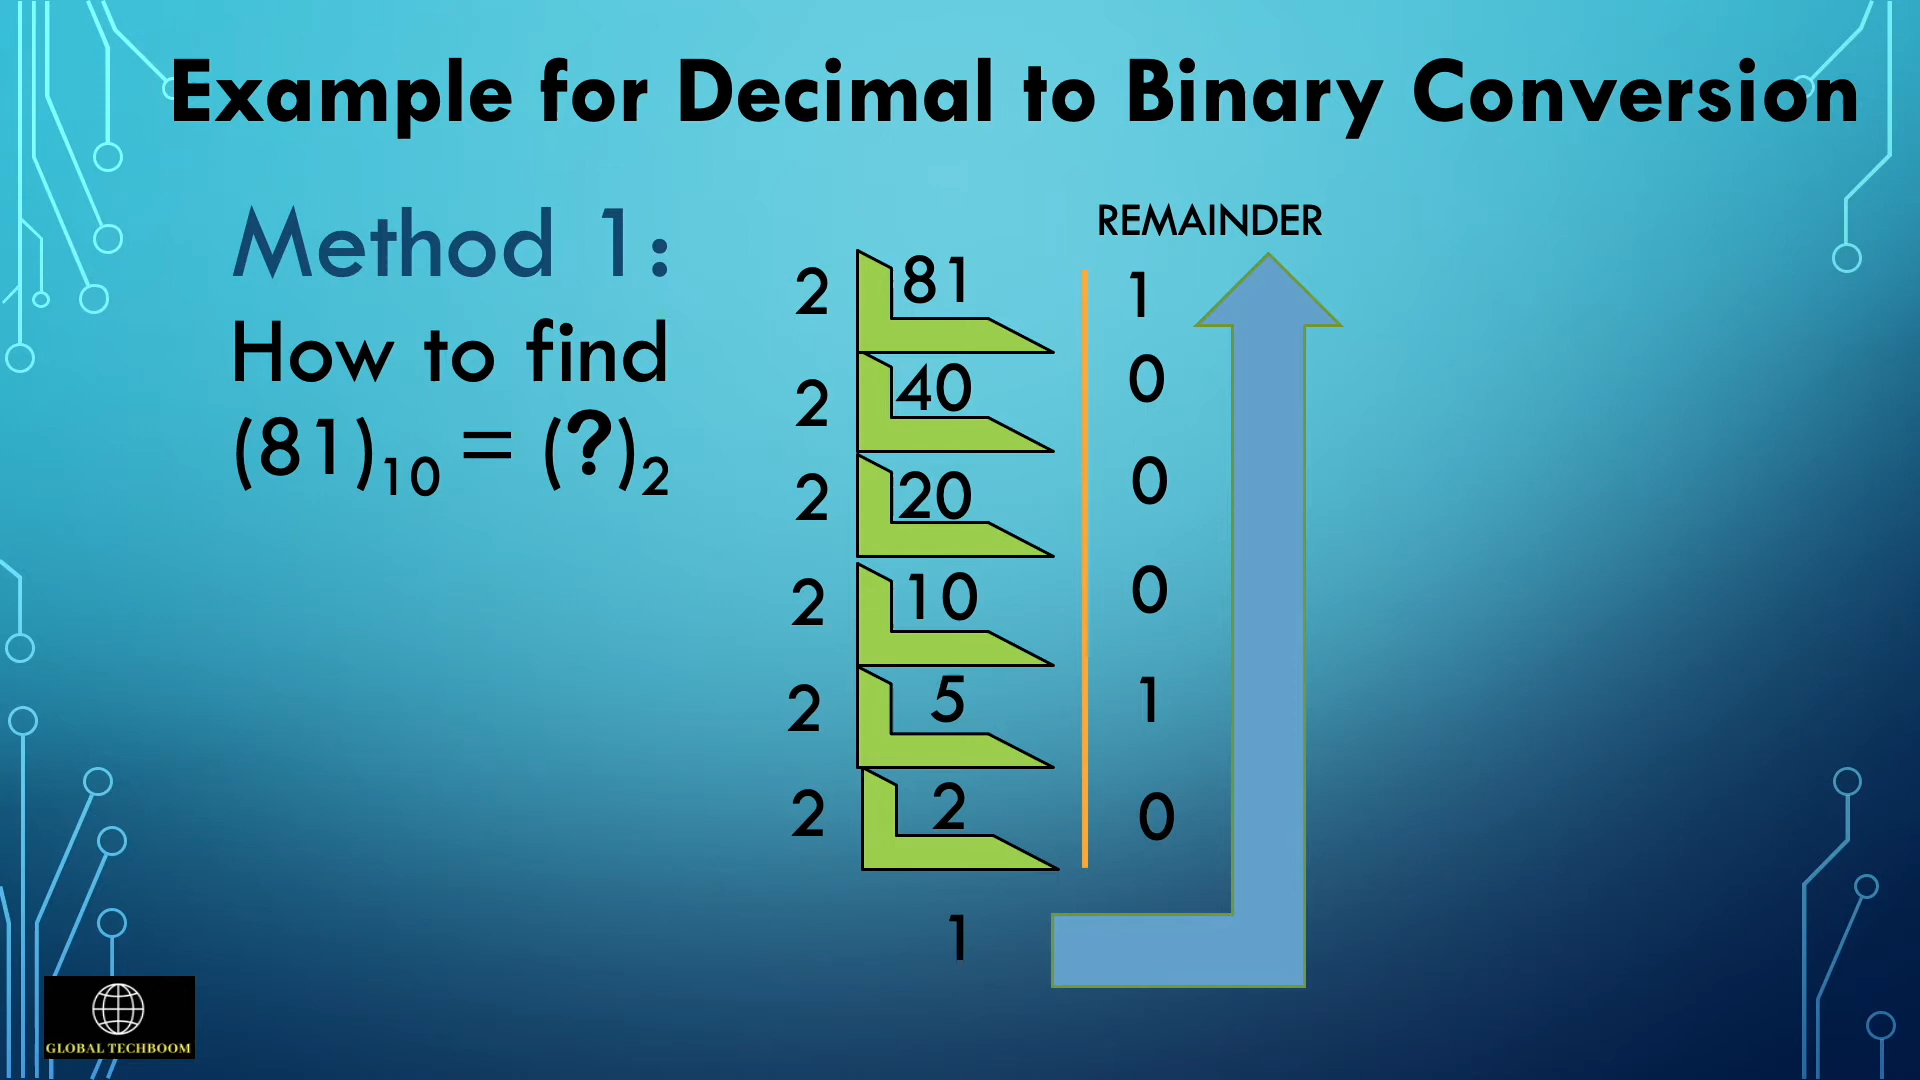 Example for Decimal to Binary Conversion
Method 1:
How to find
(81)₁₀ = (?)₂
REMAINDER
2 81 1
2 40 0
2 20 0
2 10 0
2 5 1
2 2 0
1
GLOBAL TECHBOOM